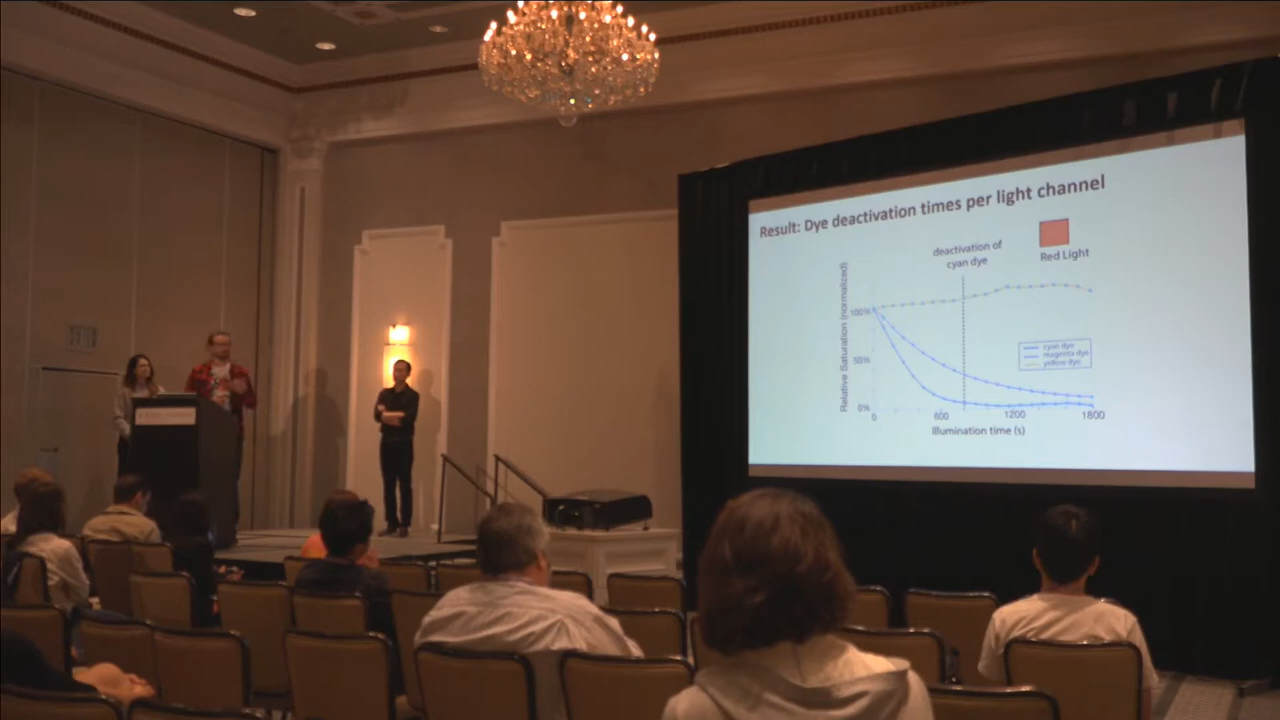 Result: Dye deactivation times per light channel
deactivation of
cyan dye
Red Light
Relative Saturation (normalized)
100%
50%
0%
cyan dye
magenta dye
yellow dye
0
600
1200
1800
Illumination time (s)